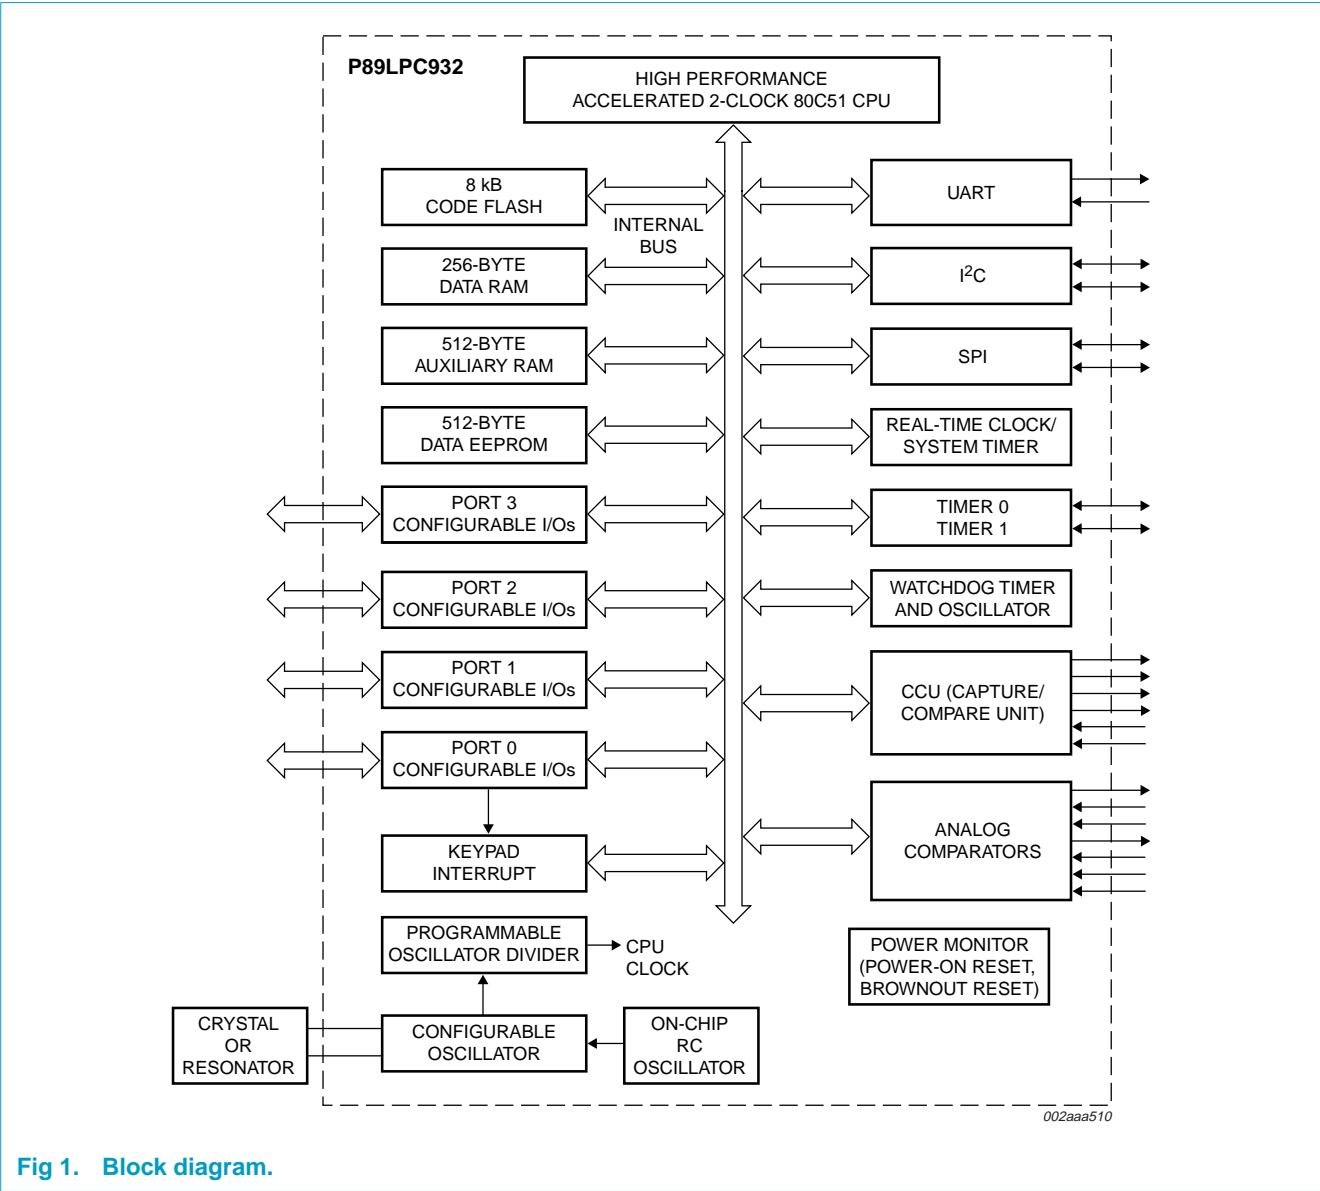 P89LPC932
HIGH PERFORMANCE
ACCELERATED 2-CLOCK 80C51 CPU
8 kB
CODE FLASH
INTERNAL
BUS
256-BYTE
DATA RAM
512-BYTE
AUXILIARY RAM
512-BYTE
DATA EEPROM
PORT 3
CONFIGURABLE I/Os
PORT 2
CONFIGURABLE I/Os
PORT 1
CONFIGURABLE I/Os
PORT 0
CONFIGURABLE I/Os
KEYPAD
INTERRUPT
PROGRAMMABLE
OSCILLATOR DIVIDER
CPU
CLOCK
CRYSTAL
OR
RESONATOR
CONFIGURABLE
OSCILLATOR
ON-CHIP
RC
OSCILLATOR
UART
I²C
SPI
REAL-TIME CLOCK/
SYSTEM TIMER
TIMER 0
TIMER 1
WATCHDOG TIMER
AND OSCILLATOR
CCU (CAPTURE/
COMPARE UNIT)
ANALOG
COMPARATORS
POWER MONITOR
(POWER-ON RESET,
BROWNOUT RESET)
002aaa510
Fig 1. Block diagram.